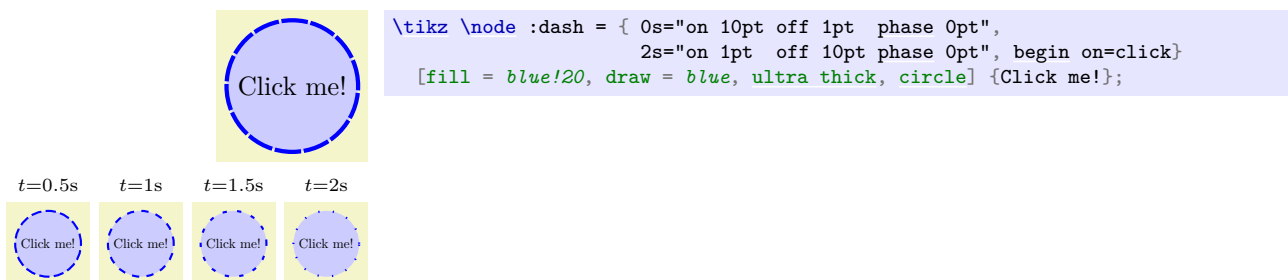 Click me!
\tikz \node :dash = { 0s="on 10pt off 1pt  phase 0pt",
2s="on 1pt  off 10pt phase 0pt", begin on=click}
[fill = blue!20, draw = blue, ultra thick, circle] {Click me!};
t=0.5s t=1s t=1.5s t=2s
Click me! Click me! Click me! Click me!